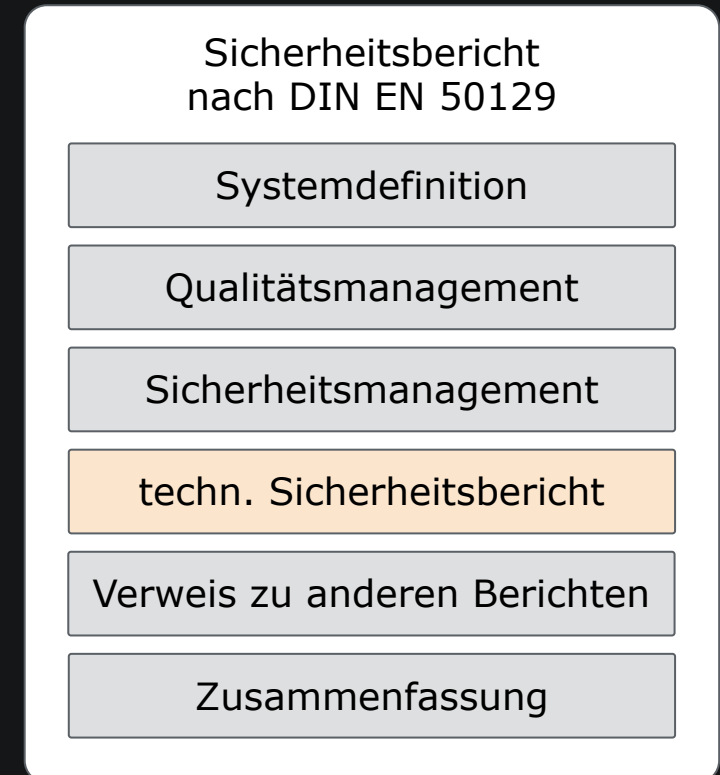 Sicherheitsbericht
nach DIN EN 50129
Systemdefinition
Qualitätsmanagement
Sicherheitsmanagement
techn. Sicherheitsbericht
Verweis zu anderen Berichten
Zusammenfassung